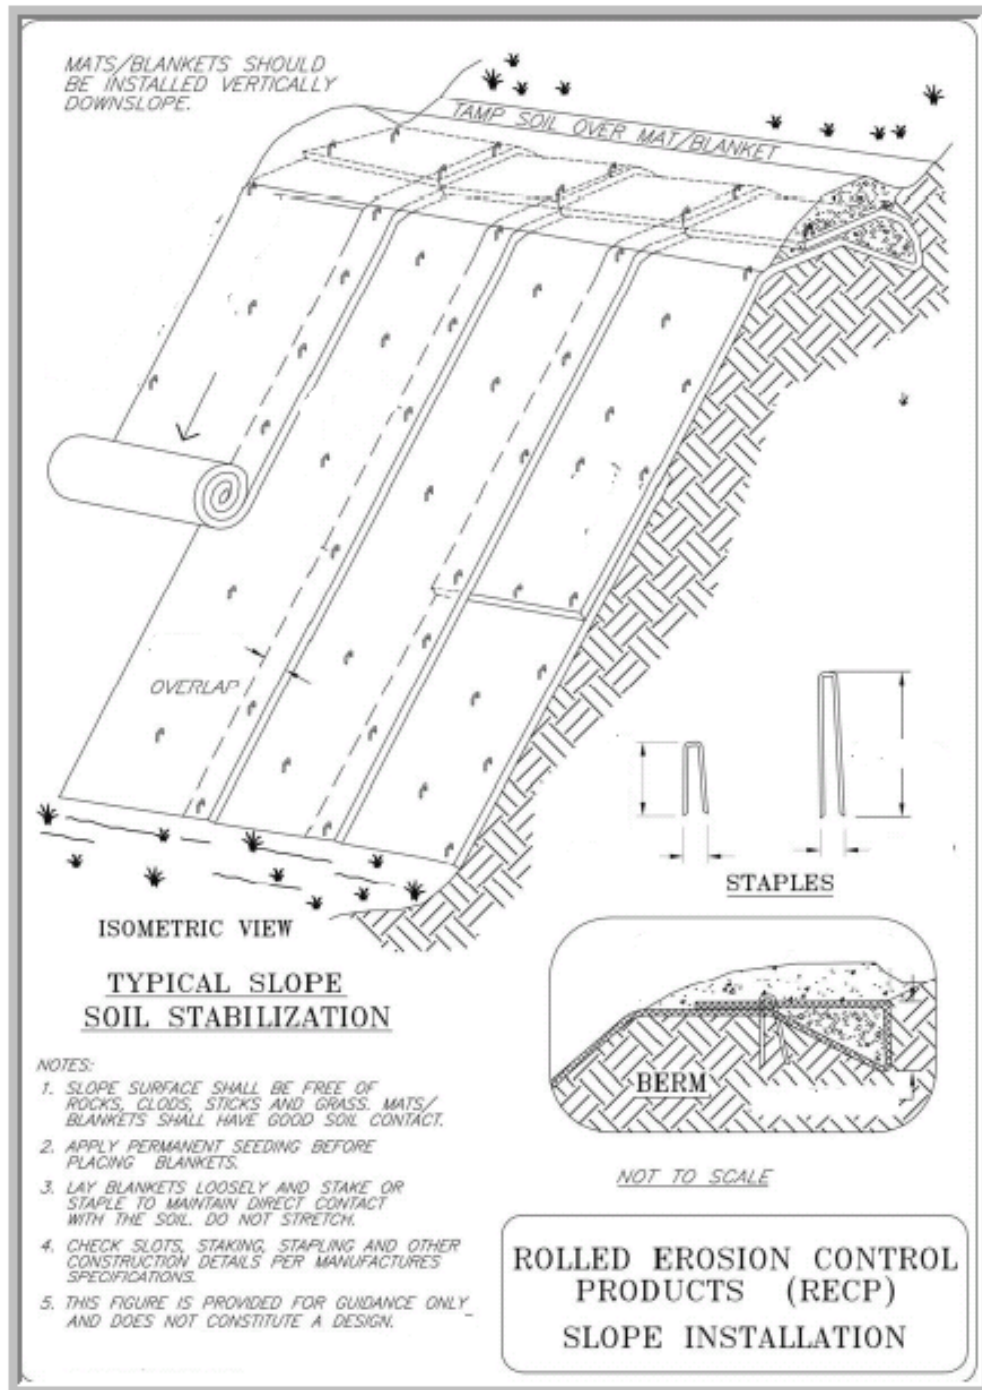 MATS/BLANKETS SHOULD
BE INSTALLED VERTICALLY
DOWNSLOPE.
TAMP SOIL OVER MAT/BLANKET
OVERLAP
STAPLES
ISOMETRIC VIEW
TYPICAL SLOPE
SOIL STABILIZATION
BERM
NOT TO SCALE
NOTES:
1. SLOPE SURFACE SHALL BE FREE OF
ROCKS, CLODS, STICKS AND GRASS. MATS/
BLANKETS SHALL HAVE GOOD SOIL CONTACT.
2. APPLY PERMANENT SEEDING BEFORE
PLACING BLANKETS.
3. LAY BLANKETS LOOSELY AND STAKE OR
STAPLE TO MAINTAIN DIRECT CONTACT
WITH THE SOIL. DO NOT STRETCH.
4. CHECK SLOTS, STAKING, STAPLING AND OTHER
CONSTRUCTION DETAILS PER MANUFACTURES
SPECIFICATIONS.
5. THIS FIGURE IS PROVIDED FOR GUIDANCE ONLY
AND DOES NOT CONSTITUTE A DESIGN.
ROLLED EROSION CONTROL
PRODUCTS (RECP)
SLOPE INSTALLATION